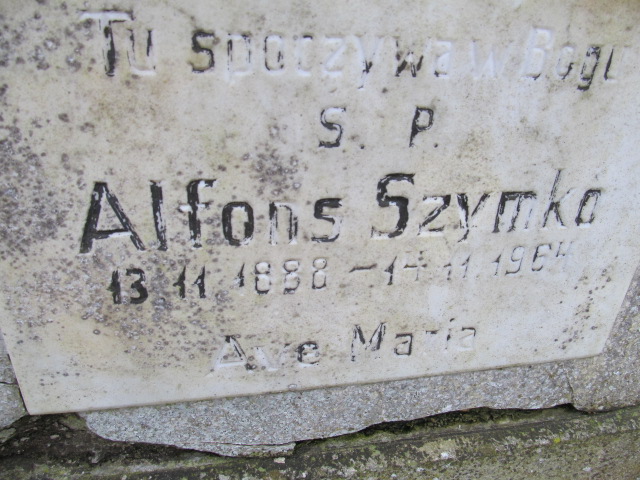 Tu spoczywa w Bogu
S. P.
Alfons Szymko
13.11.1888 – 14.11.1964
Ave Maria